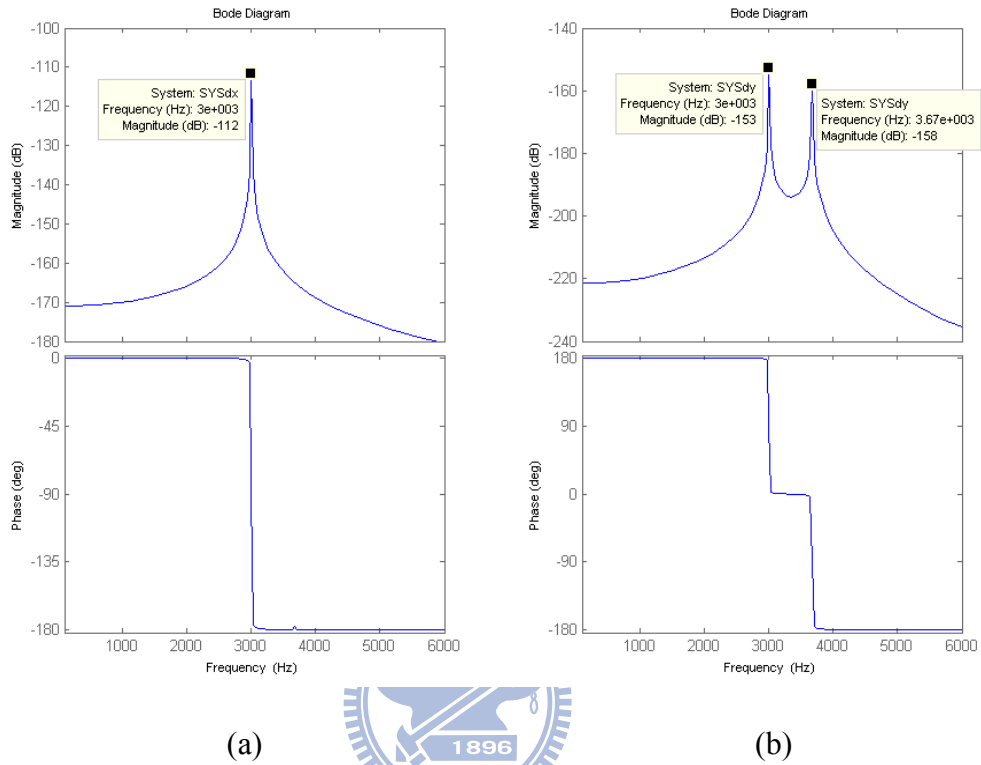 Bode Diagram
-100
-110
-120
-130
-140
-150
-160
-170
-180
Magnitude (dB)
System: SYSdx
Frequency (Hz): 3e+003
Magnitude (dB): -112
0
-45
-90
-135
-180
Phase (deg)
1000 2000 3000 4000 5000 6000
Frequency (Hz)
(a)
Bode Diagram
-140
-160
-180
-200
-220
-240
Magnitude (dB)
System: SYSdy
Frequency (Hz): 3e+003
Magnitude (dB): -153
System: SYSdy
Frequency (Hz): 3.67e+003
Magnitude (dB): -158
180
90
0
-90
-180
Phase (deg)
1000 2000 3000 4000 5000 6000
Frequency (Hz)
(b)
1896